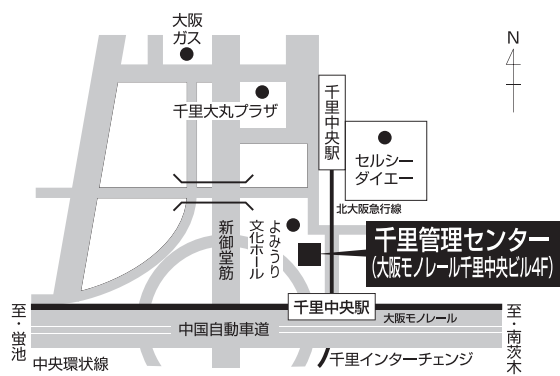 大阪
ガス
N
千里大丸プラザ
千里中央駅
セルシー
ダイエー
北大阪急行線
新御堂筋
よみうり
文化ホール
千里管理センター
(大阪モノレール千里中央ビル4F)
千里中央駅
大阪モノレール
至・蛍池
至・南茨木
中国自動車道
中央環状線
千里インターチェンジ